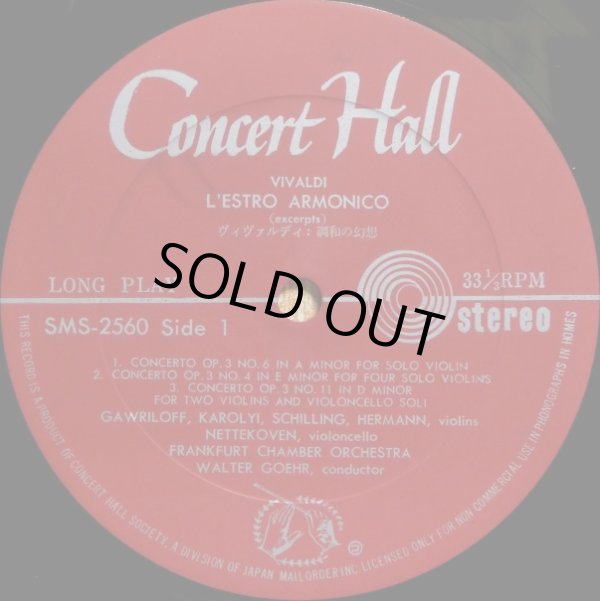 Concert Hall
VIVALDI
L'ESTRO ARMONICO
(excerpts)
ヴィヴァルディ: 調和の幻想
LONG PLAY
33 1/3 RPM
SOLD OUT
SMS-2560 Side 1
stereo
1. CONCERTO OP. 3 NO. 6 IN A MINOR FOR SOLO VIOLIN
2. CONCERTO OP. 3 NO. 4 IN E MINOR FOR FOUR SOLO VIOLINS
3. CONCERTO OP. 3 NO. 11 IN D MINOR
FOR TWO VIOLINS AND VIOLONCELLO SOLI
GAWRILOFF, KAROLYI, SCHILLING, HERMANN, violins
NETTEKOVEN, violoncello
FRANKFURT CHAMBER ORCHESTRA
WALTER GOEHR, conductor
THIS RECORD IS A PRODUCT OF CONCERT HALL SOCIETY, A DIVISION OF JAPAN MAILORDER INC. LICENSED ONLY FOR NON COMMERCIAL USE IN PHONOGRAPHS IN HOMES